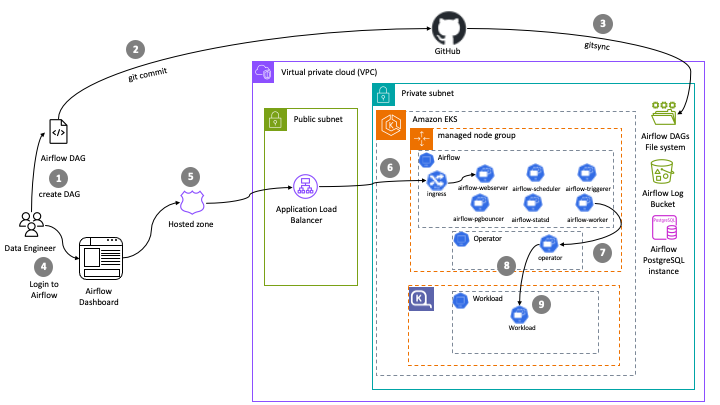 3
2
GitHub
gitsync
git commit
Virtual private cloud (VPC)
Private subnet
Public subnet
Amazon EKS
managed node group
Airflow DAGs
File system
Airflow DAG
Airflow
1
create DAG
5
6
ingress
airflow-webserver
airflow-scheduler
airflow-triggerer
Airflow Log
Bucket
Hosted zone
Application Load
Balancer
airflow-pgbouncer
airflow-statsd
airflow-worker
PostgreSQL
Data Engineer
Operator
operator
7
Airflow
PostgreSQL
instance
4
Login to
Airflow
Airflow
Dashboard
8
K
Workload
9
Workload